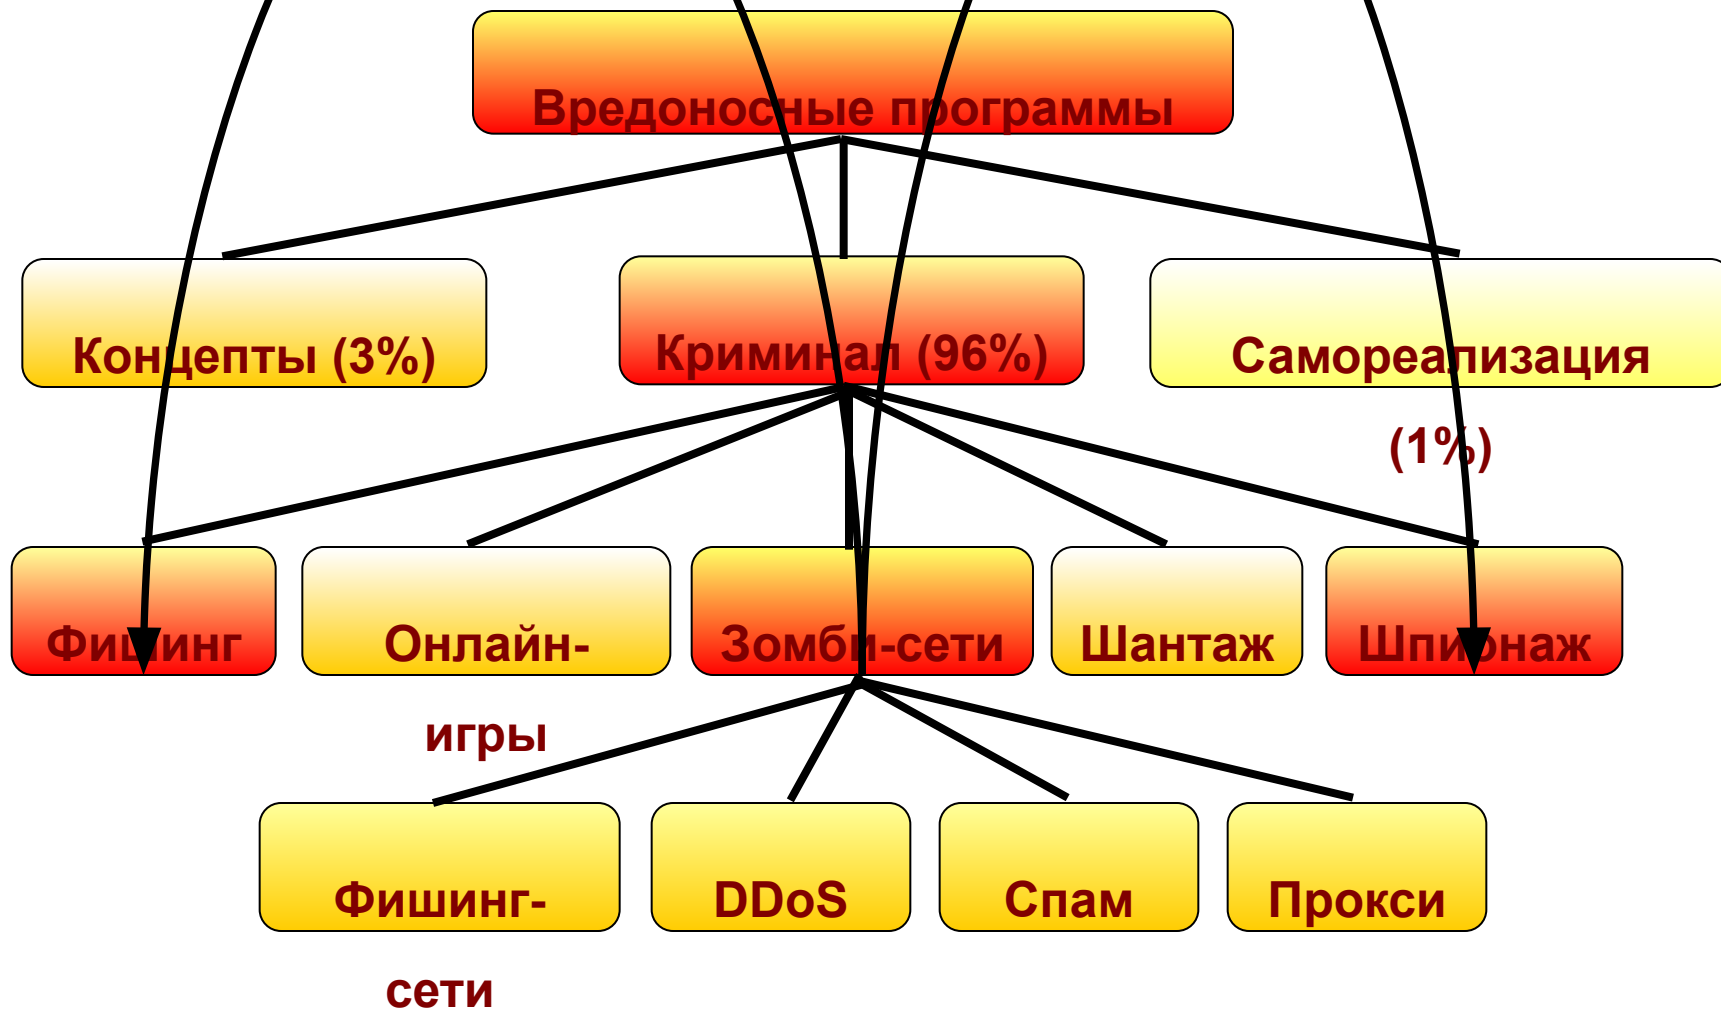 Вредоносные программы
Концепты (3%)
Криминал (96%)
Самореализация
(1%)
Фишинг
Онлайн-
игры
Зомби-сети
Шантаж
Шпионаж
Фишинг-
сети
DDoS
Спам
Прокси